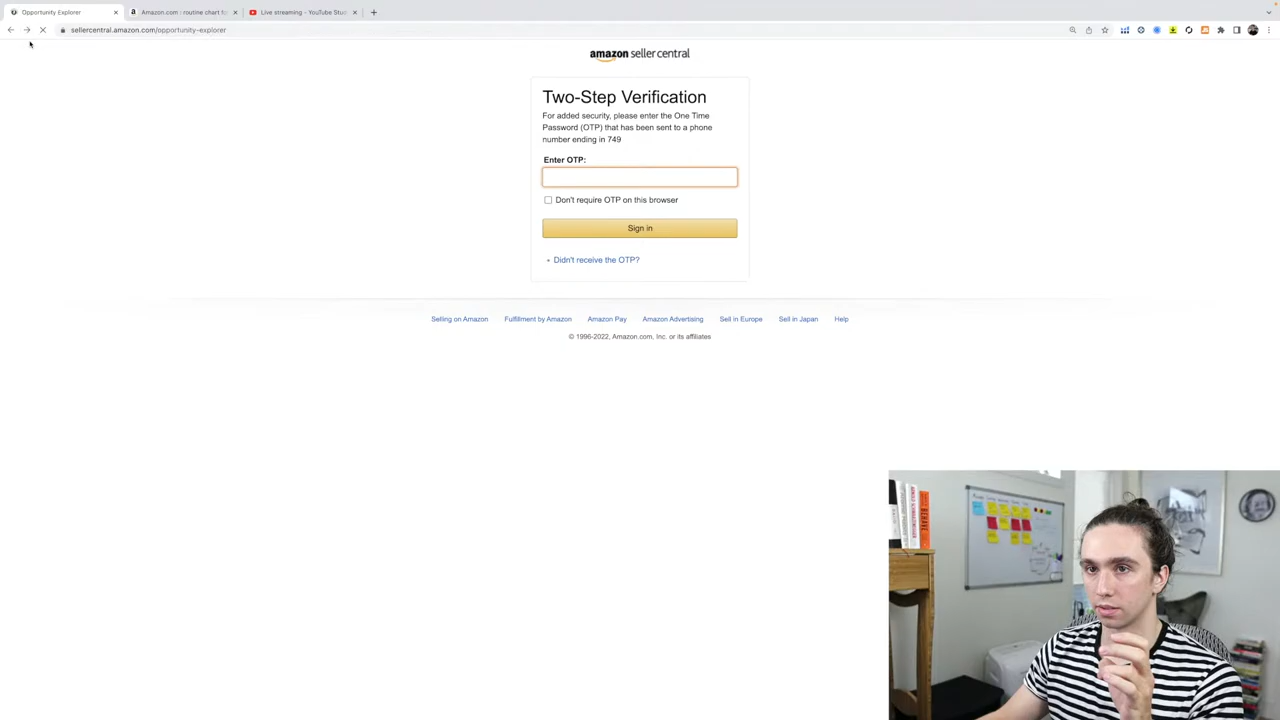 Opportunity Explorer
Amazon.com : routine chart fo
Live streaming - YouTube Stud
sellercentral.amazon.com/opportunity-explorer
amazon seller central
Two-Step Verification
For added security, please enter the One Time
Password (OTP) that has been sent to a phone
number ending in 749
Enter OTP:
Don't require OTP on this browser
Sign in
Didn't receive the OTP?
Selling on Amazon
Fulfillment by Amazon
Amazon Pay
Amazon Advertising
Sell in Europe
Sell in Japan
Help
© 1996-2022, Amazon.com, Inc. or its affiliates